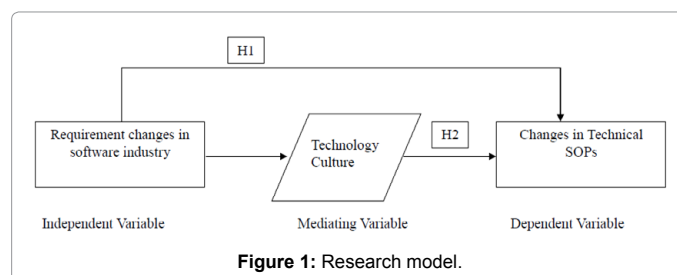 H1
Requirement changes in
software industry
Technology
Culture
H2
Changes in Technical
SOPs
Independent Variable
Mediating Variable
Dependent Variable
Figure 1: Research model.